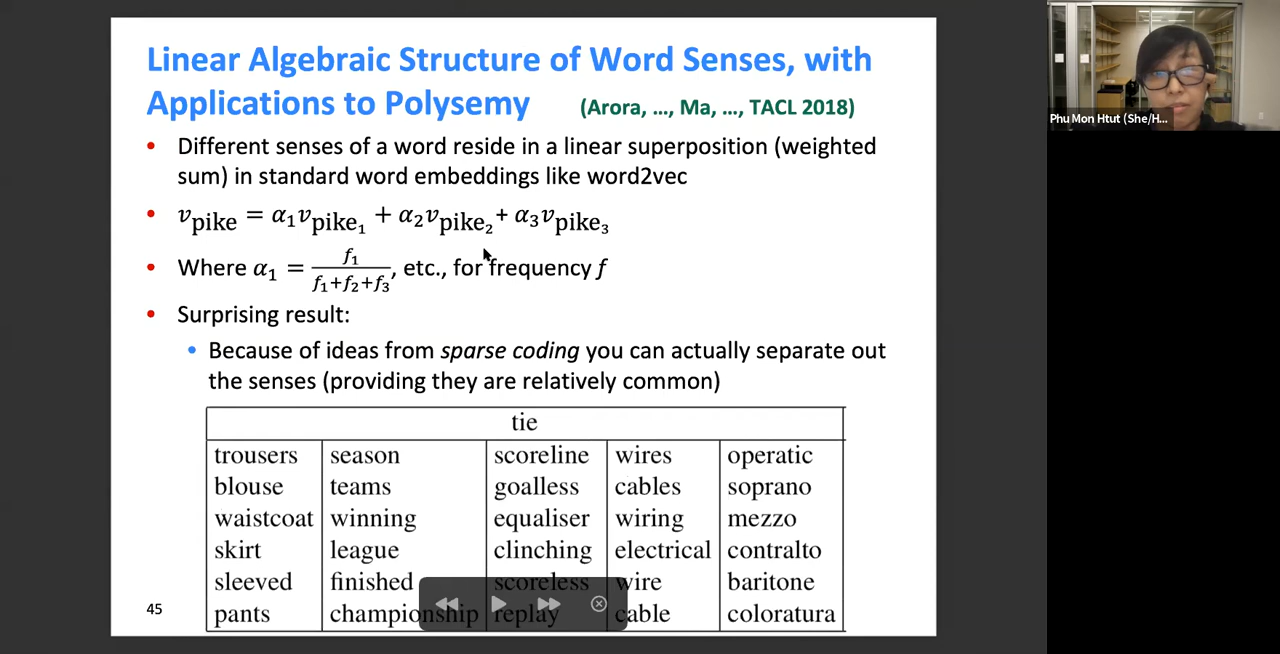 Linear Algebraic Structure of Word Senses, with
Applications to Polysemy (Arora, …, Ma, …, TACL 2018)
• Different senses of a word reside in a linear superposition (weighted
sum) in standard word embeddings like word2vec
• v_pike = α₁v_pike₁ + α₂v_pike₂ + α₃v_pike₃
• Where α₁ = f₁/(f₁+f₂+f₃), etc., for frequency f
• Surprising result:
• Because of ideas from sparse coding you can actually separate out
the senses (providing they are relatively common)
tie
trousers season scoreline wires operatic
blouse teams goalless cables soprano
waistcoat winning equaliser wiring mezzo
skirt league clinching electrical contralto
sleeved finished scoreless wire baritone
pants championship replay cable coloratura
45
Phu Mon Htut (She/H...